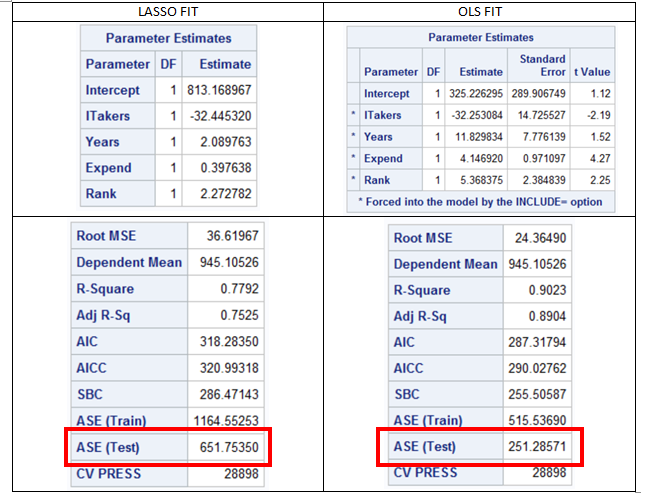 LASSO FIT
OLS FIT
Parameter Estimates
Parameter DF Estimate
Intercept 1 813.168967
ITakers 1 -32.445320
Years 1 2.089763
Expend 1 0.397638
Rank 1 2.272782
Parameter Estimates
Parameter DF Estimate Standard Error t Value
Intercept 1 325.226295 289.906749 1.12
* ITakers 1 -32.253084 14.725527 -2.19
* Years 1 11.829834 7.776139 1.52
* Expend 1 4.146920 0.971097 4.27
* Rank 1 5.368375 2.384839 2.25
* Forced into the model by the INCLUDE= option
Root MSE 36.61967
Dependent Mean 945.10526
R-Square 0.7792
Adj R-Sq 0.7525
AIC 318.28350
AICC 320.99318
SBC 286.47143
ASE (Train) 1164.55253
ASE (Test) 651.75350
CV PRESS 28898
Root MSE 24.36490
Dependent Mean 945.10526
R-Square 0.9023
Adj R-Sq 0.8904
AIC 287.31794
AICC 290.02762
SBC 255.50587
ASE (Train) 515.53690
ASE (Test) 251.28571
CV PRESS 28898